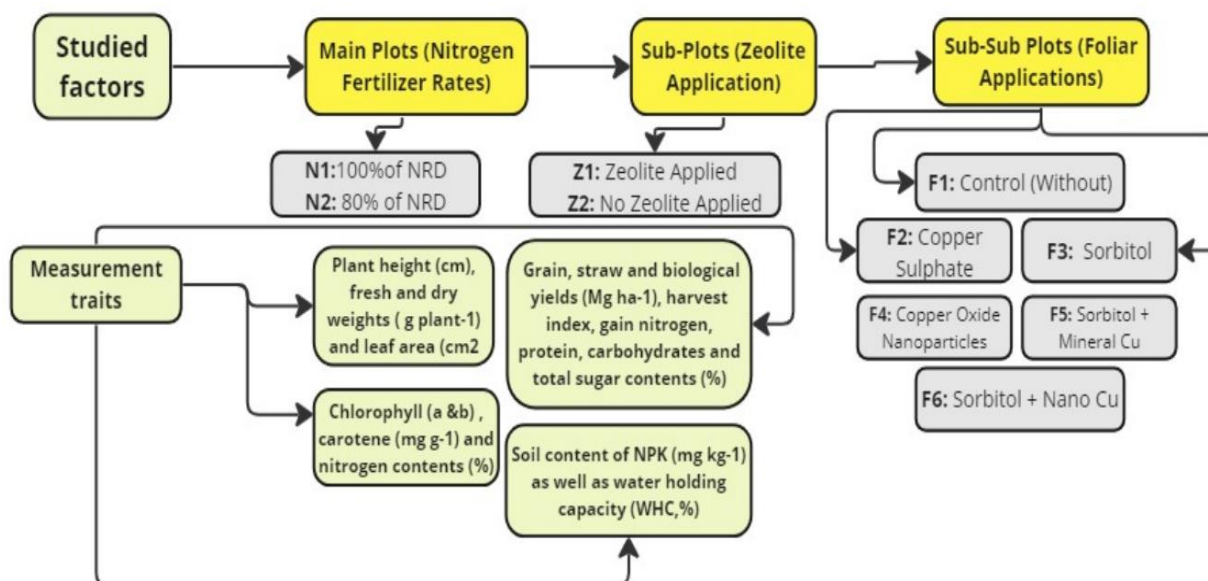 Studied
factors
Main Plots (Nitrogen
Fertilizer Rates)
Sub-Plots (Zeolite
Application)
Sub-Sub Plots (Foliar
Applications)
N1:100%of NRD
N2: 80% of NRD
Z1: Zeolite Applied
Z2: No Zeolite Applied
F1: Control (Without)
F2: Copper
Sulphate
F3: Sorbitol
F4: Copper Oxide
Nanoparticles
F5: Sorbitol +
Mineral Cu
F6: Sorbitol + Nano Cu
Measurement
traits
Plant height (cm),
fresh and dry
weights ( g plant-1)
and leaf area (cm2
Grain, straw and biological
yields (Mg ha-1), harvest
index, gain nitrogen,
protein, carbohydrates and
total sugar contents (%)
Chlorophyll (a &b) ,
carotene (mg g-1) and
nitrogen contents (%)
Soil content of NPK (mg kg-1)
as well as water holding
capacity (WHC,%)